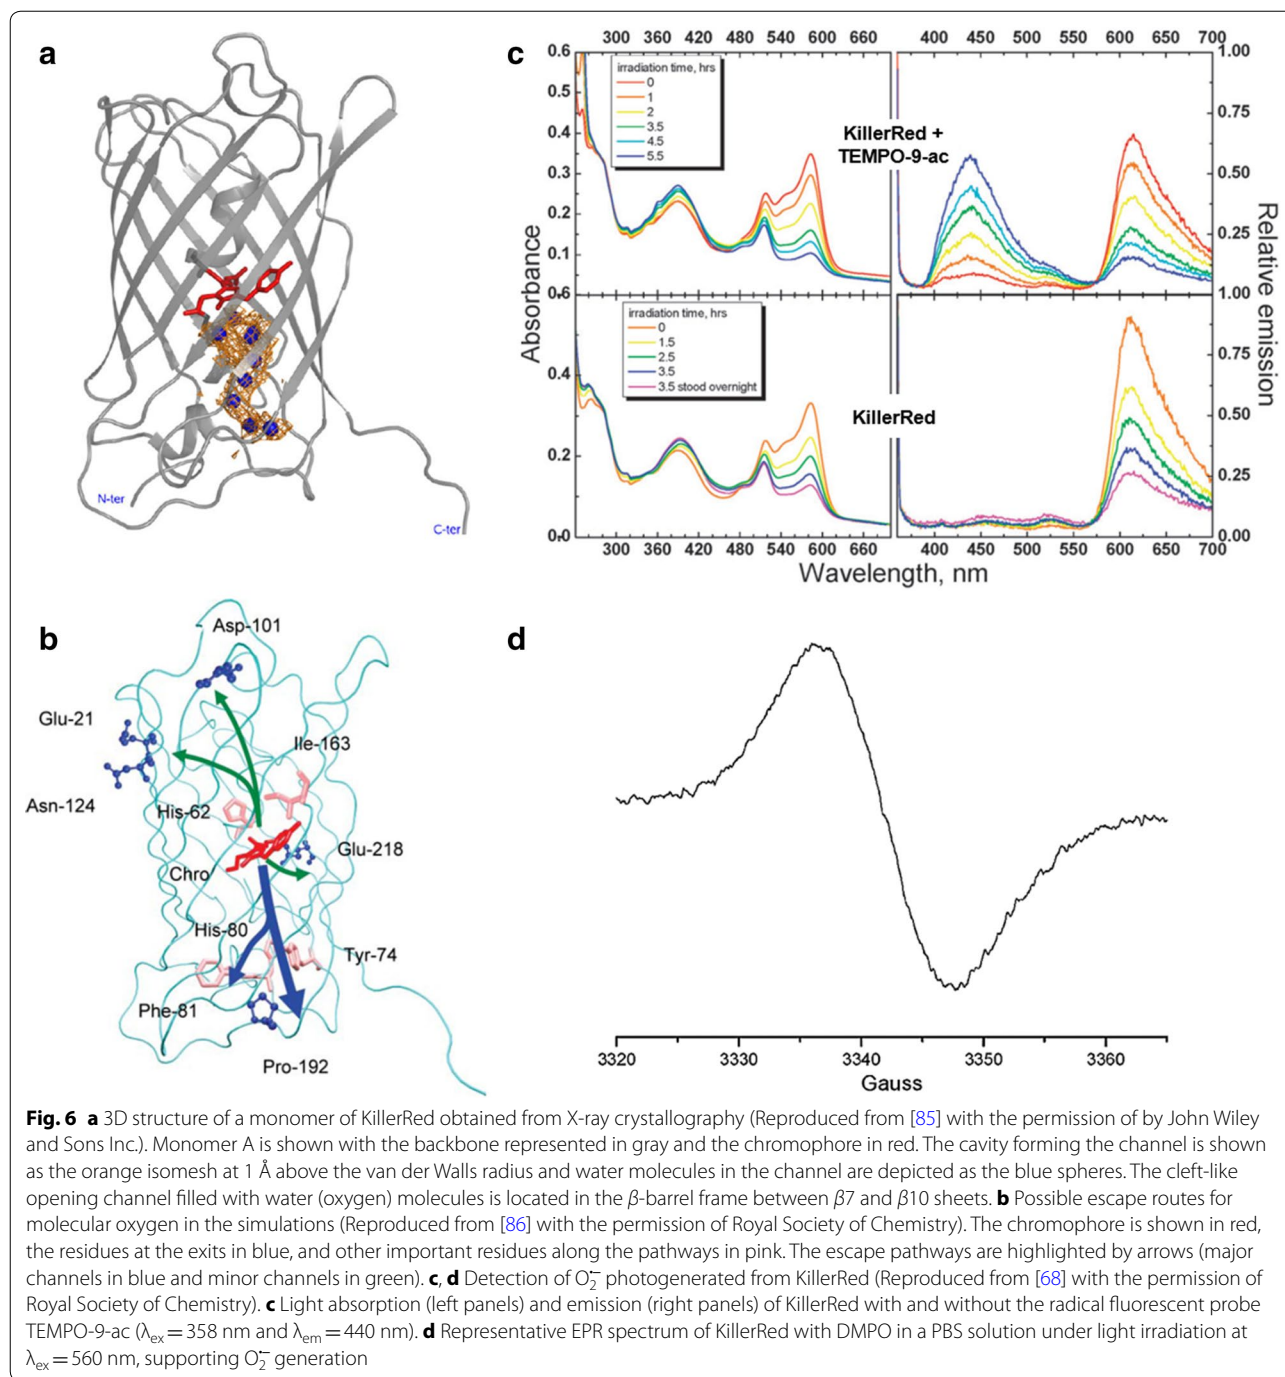 a
N-ter
C-ter
c
300 360 420 480 540 600 660
400 450 500 550 600 650 700
0.6
0.5
0.4
0.3
0.2
0.1
irradiation time, hrs
0
1
2
3.5
4.5
5.5
KillerRed +
TEMPO-9-ac
1.00
0.75
0.50
0.25
1.00
0.75
0.50
0.25
0.00
0.6
0.4
0.2
0.0
irradiation time, hrs
0
1.5
2.5
3.5
3.5 stood overnight
KillerRed
Absorbance
Relative emission
300 360 420 480 540 600 660
400 450 500 550 600 650 700
Wavelength, nm
b
Asp-101
Glu-21
Ile-163
Asn-124
His-62
Glu-218
Chro
His-80
Tyr-74
Phe-81
Pro-192
d
3320 3330 3340 3350 3360
Gauss
Fig. 6 a 3D structure of a monomer of KillerRed obtained from X-ray crystallography (Reproduced from [85] with the permission of by John Wiley
and Sons Inc.). Monomer A is shown with the backbone represented in gray and the chromophore in red. The cavity forming the channel is shown
as the orange isomesh at 1 Å above the van der Walls radius and water molecules in the channel are depicted as the blue spheres. The cleft-like
opening channel filled with water (oxygen) molecules is located in the β-barrel frame between β7 and β10 sheets. b Possible escape routes for
molecular oxygen in the simulations (Reproduced from [86] with the permission of Royal Society of Chemistry). The chromophore is shown in red,
the residues at the exits in blue, and other important residues along the pathways in pink. The escape pathways are highlighted by arrows (major
channels in blue and minor channels in green). c, d Detection of O₂•− photogenerated from KillerRed (Reproduced from [68] with the permission of
Royal Society of Chemistry). c Light absorption (left panels) and emission (right panels) of KillerRed with and without the radical fluorescent probe
TEMPO-9-ac (λex = 358 nm and λem = 440 nm). d Representative EPR spectrum of KillerRed with DMPO in a PBS solution under light irradiation at
λex = 560 nm, supporting O₂•− generation